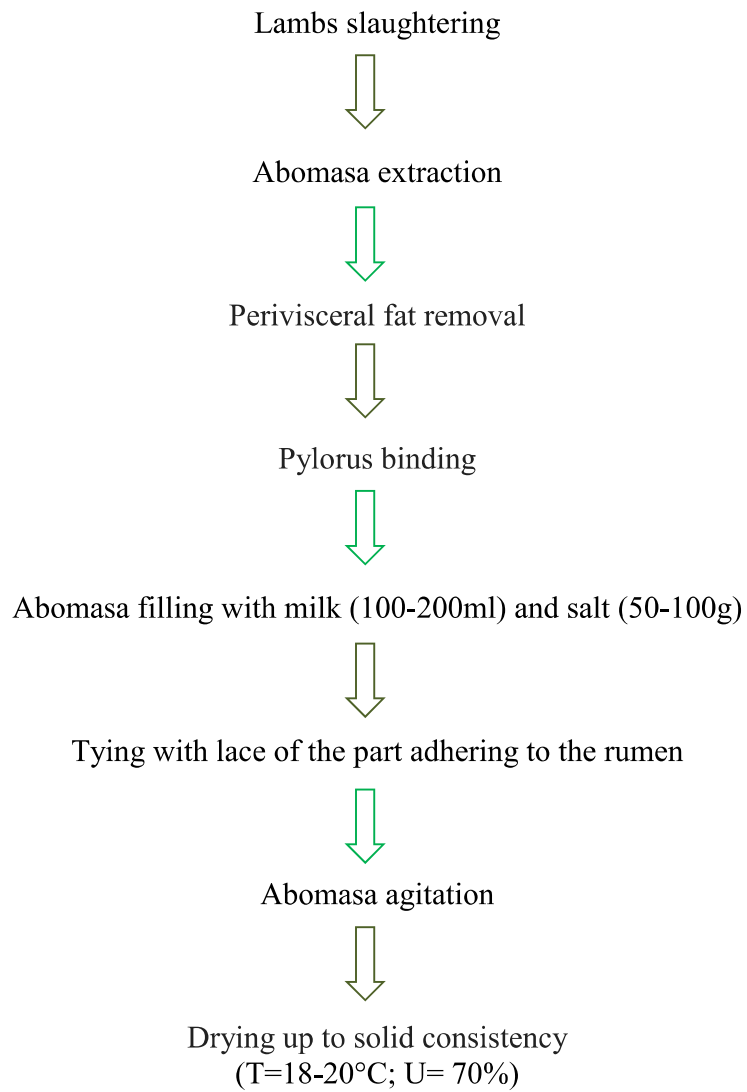 Lambs slaughtering
Abomasa extraction
Perivisceral fat removal
Pylorus binding
Abomasa filling with milk (100-200ml) and salt (50-100g)
Tying with lace of the part adhering to the rumen
Abomasa agitation
Drying up to solid consistency
(T=18-20°C; U= 70%)